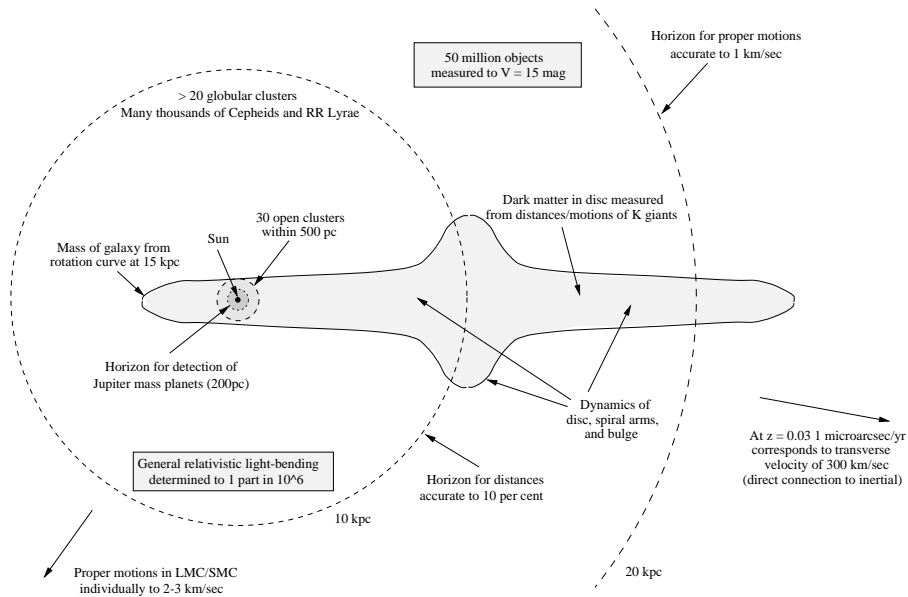 Horizon for proper motions
accurate to 1 km/sec
50 million objects
measured to V = 15 mag
> 20 globular clusters
Many thousands of Cepheids and RR Lyrae
Dark matter in disc measured
from distances/motions of K giants
30 open clusters
within 500 pc
Sun
Mass of galaxy from
rotation curve at 15 kpc
Horizon for detection of
Jupiter mass planets (200pc)
Dynamics of
disc, spiral arms,
and bulge
At z = 0.03 1 microarcsec/yr
corresponds to transverse
velocity of 300 km/sec
(direct connection to inertial)
General relativistic light-bending
determined to 1 part in 10^6
Horizon for distances
accurate to 10 per cent
10 kpc
20 kpc
Proper motions in LMC/SMC
individually to 2-3 km/sec